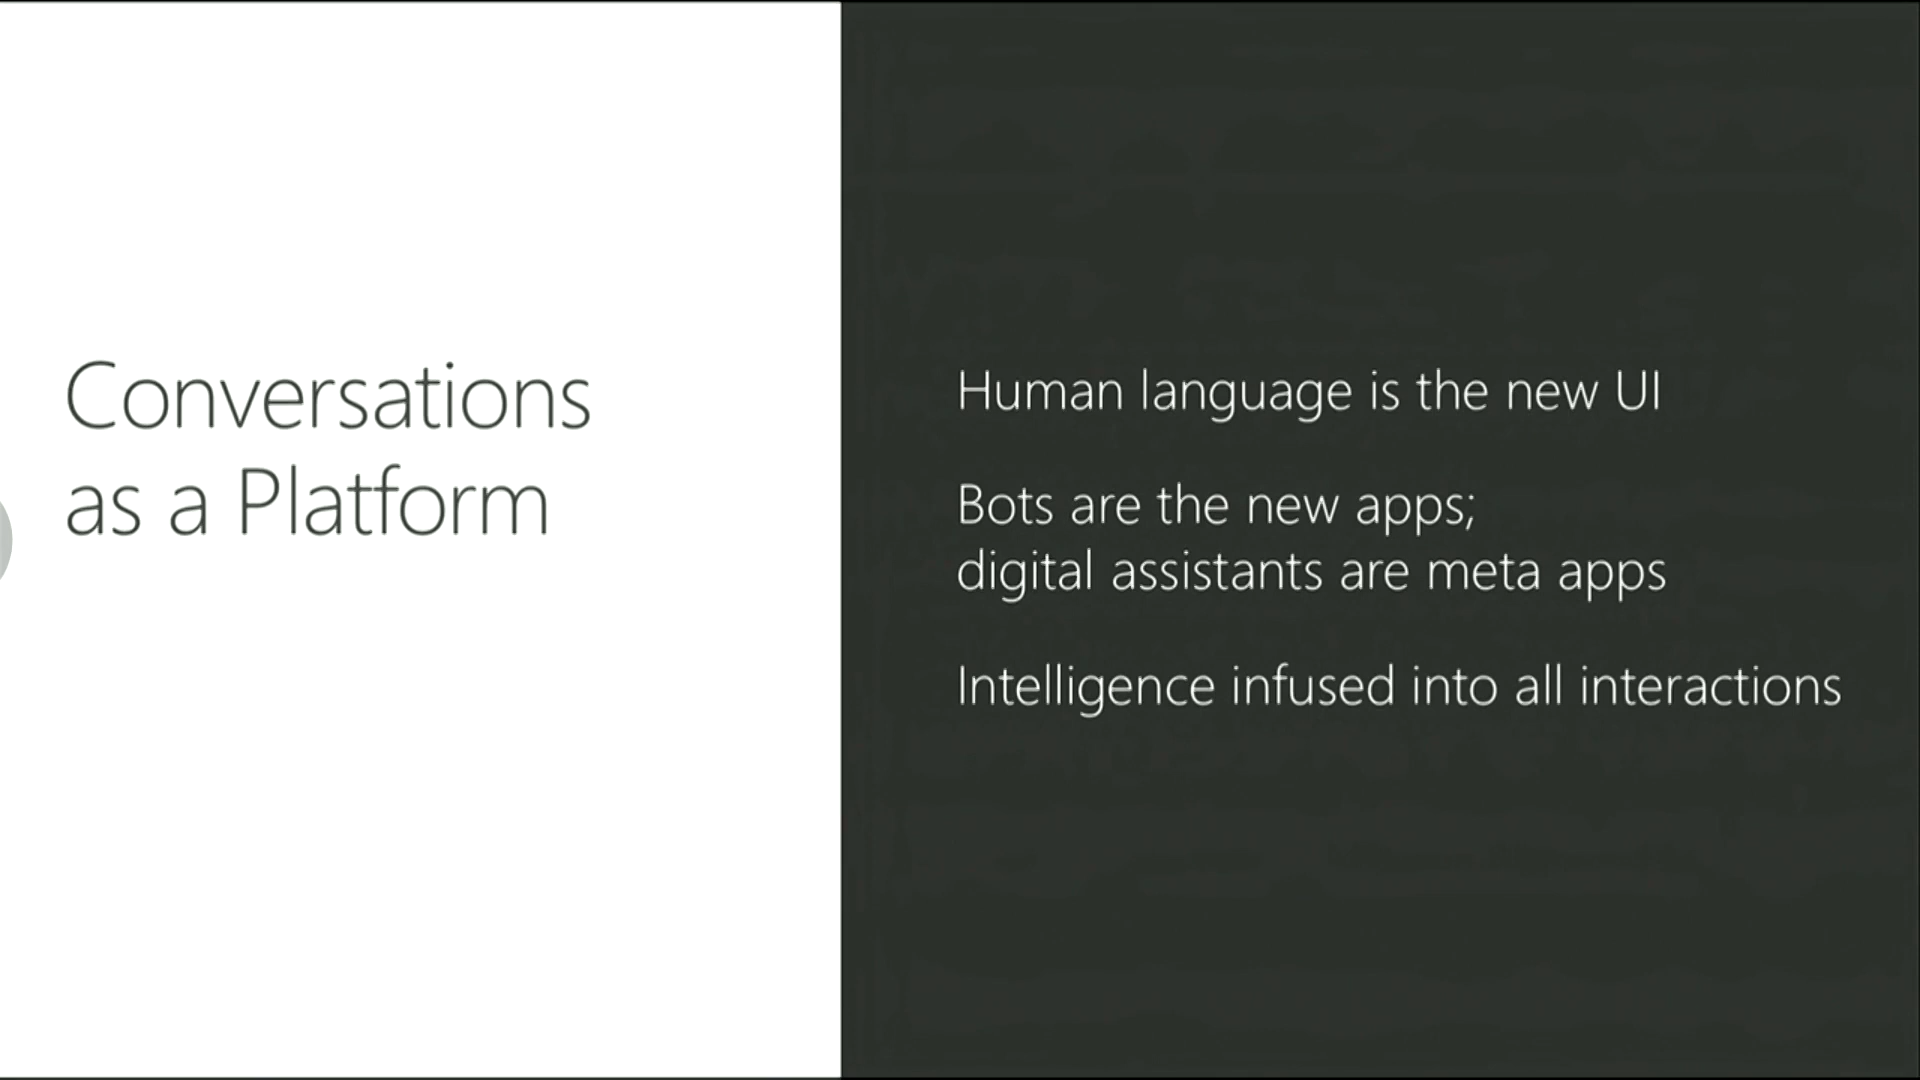 Conversations
as a Platform
Human language is the new UI
Bots are the new apps;
digital assistants are meta apps
Intelligence infused into all interactions